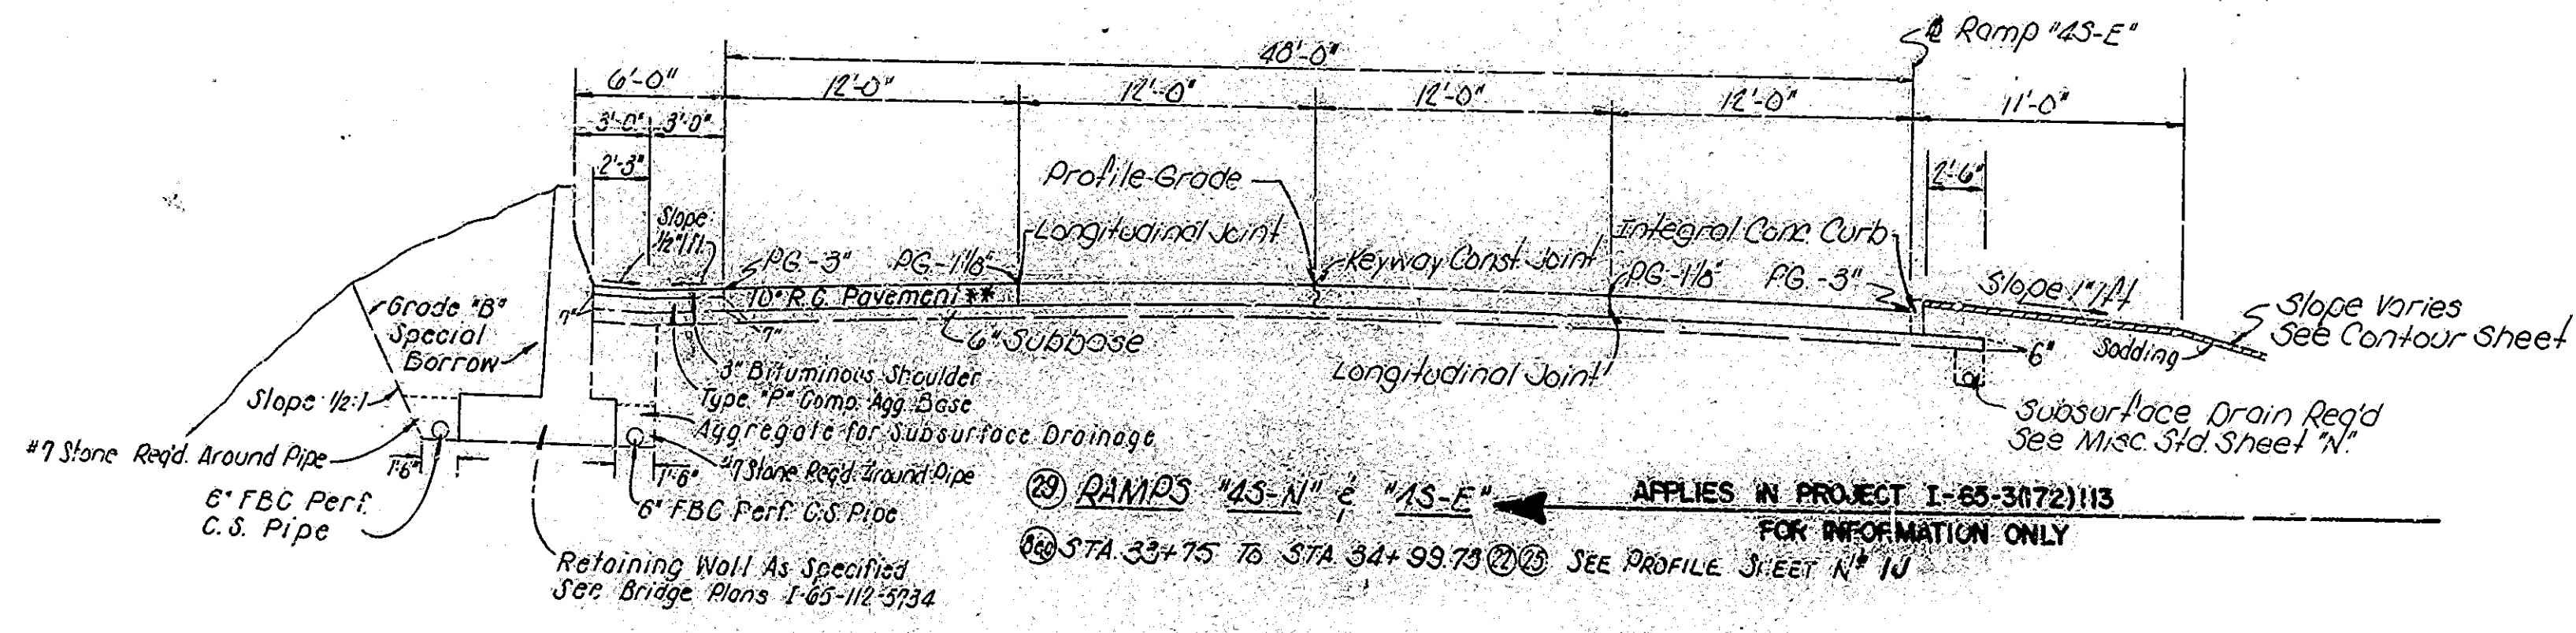 ℄ Ramp "4S-E"
48'-0"
6'-0"
12'-0"
12'-0"
12'-0"
12'-0"
11'-0"
3'-0"
3'-0"
2'-3"
2'-6"
Profile Grade
Slope
1/2"/ft.
Longitudinal Joint
Integral Conc. Curb
PG.-3"
PG.-1 1/8"
Keyway Const. Joint
PG-1 1/8"
PG.-3"
Slope 1"/ft
10" R.C. Pavement **
Slope Varies
See Contour Sheet
Grade "B"
Special
Borrow
7"
7"
6" Subbase
6"
Sodding
3" Bituminous Shoulder
Longitudinal Joint
Slope 1/2:1
Type "P" Comp. Agg. Base
Subsurface Drain Req'd
See Misc. Std. Sheet "N".
Aggregate for Subsurface Drainage
#7 Stone Req'd. Around Pipe
1'-6"
1'-6"
#7 Stone Req'd. Around Pipe
6" FBC Perf.
C.S. Pipe
6" FBC Perf. C.S. Pipe
29 RAMPS "4S-N" & "4S-E"
APPLIES IN PROJECT I-65-3(172)113
FOR INFORMATION ONLY
STA. 33+75 TO STA. 34+99.73 22 25 SEE PROFILE SHEET Nº 1J
Retaining Wall As Specified
See Bridge Plans I-65-112-5734